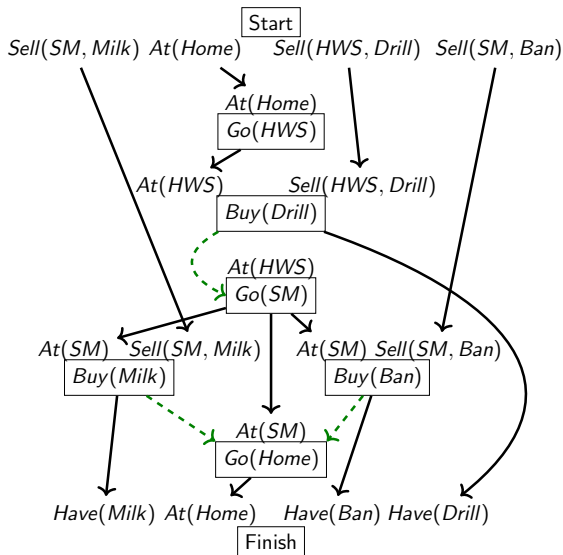 Start
Sell(SM, Milk) At(Home) Sell(HWS, Drill) Sell(SM, Ban)
At(Home)
Go(HWS)
At(HWS) Sell(HWS, Drill)
Buy(Drill)
At(HWS)
Go(SM)
At(SM) Sell(SM, Milk) At(SM) Sell(SM, Ban)
Buy(Milk) Buy(Ban)
At(SM)
Go(Home)
Have(Milk) At(Home) Have(Ban) Have(Drill)
Finish